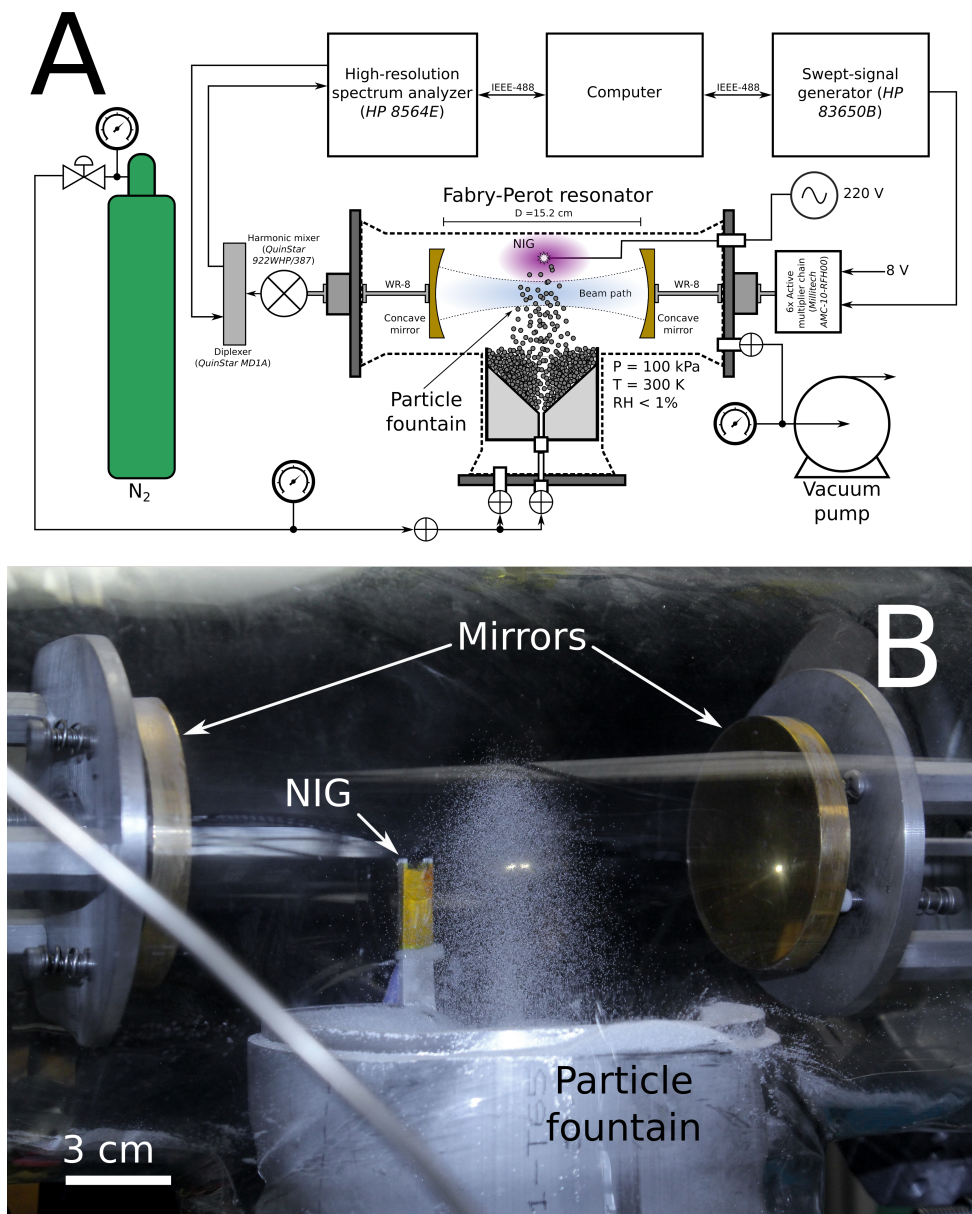 A
High-resolution
spectrum analyzer
(HP 8564E)
IEEE-488
Computer
IEEE-488
Swept-signal
generator (HP
83650B)
Fabry-Perot resonator
D =15.2 cm
220 V
NIG
Harmonic mixer
(QuinStar
922WHP/387)
WR-8
Beam path
WR-8
6x Active
multiplier chain
(Millitech
AMC-10-RFH00)
8 V
Concave
mirror
Concave
mirror
Diplexer
(QuinStar MD1A)
Particle
fountain
P = 100 kPa
T = 300 K
RH < 1%
N2
Vacuum
pump
B
Mirrors
NIG
Particle
fountain
3 cm